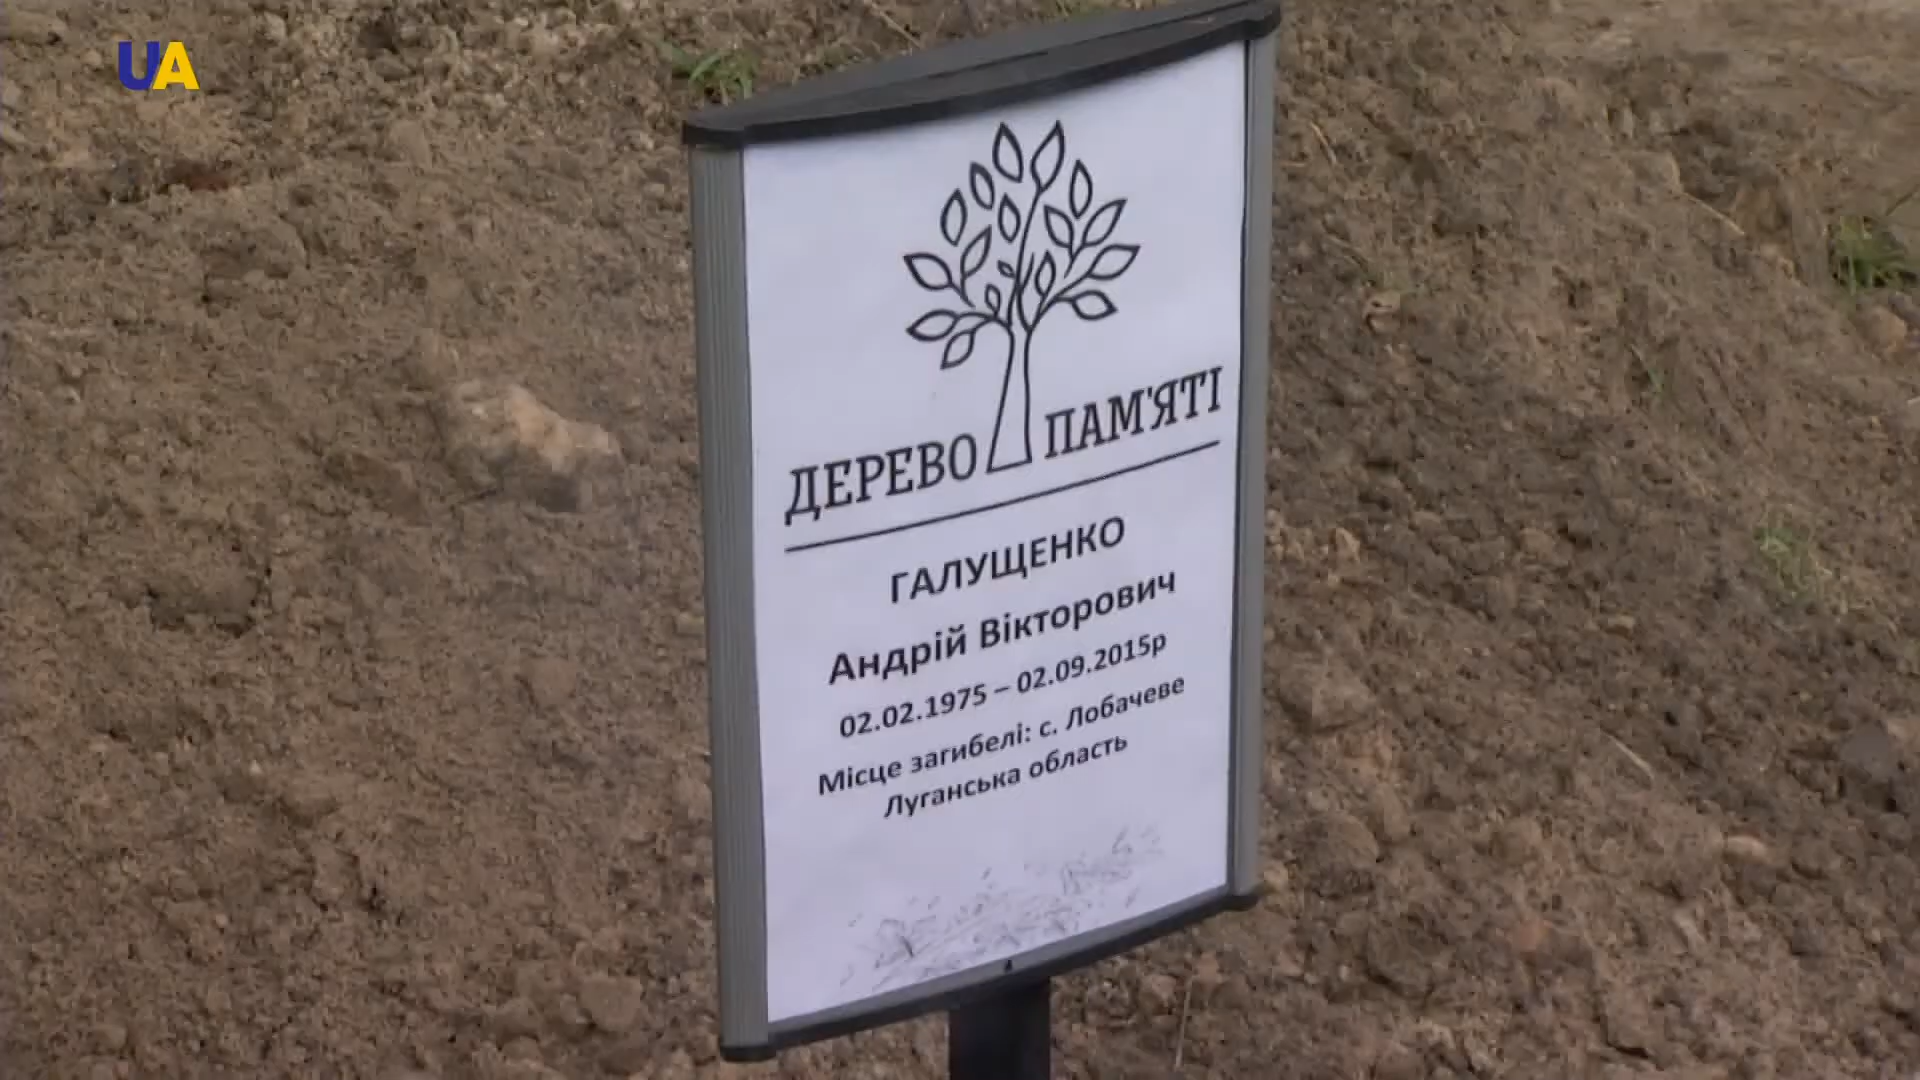 UA
ДЕРЕВО ПАМ'ЯТІ
ГАЛУЩЕНКО
Андрій Вікторович
02.02.1975 – 02.09.2015р
Місце загибелі: с. Лобачеве
Луганська область